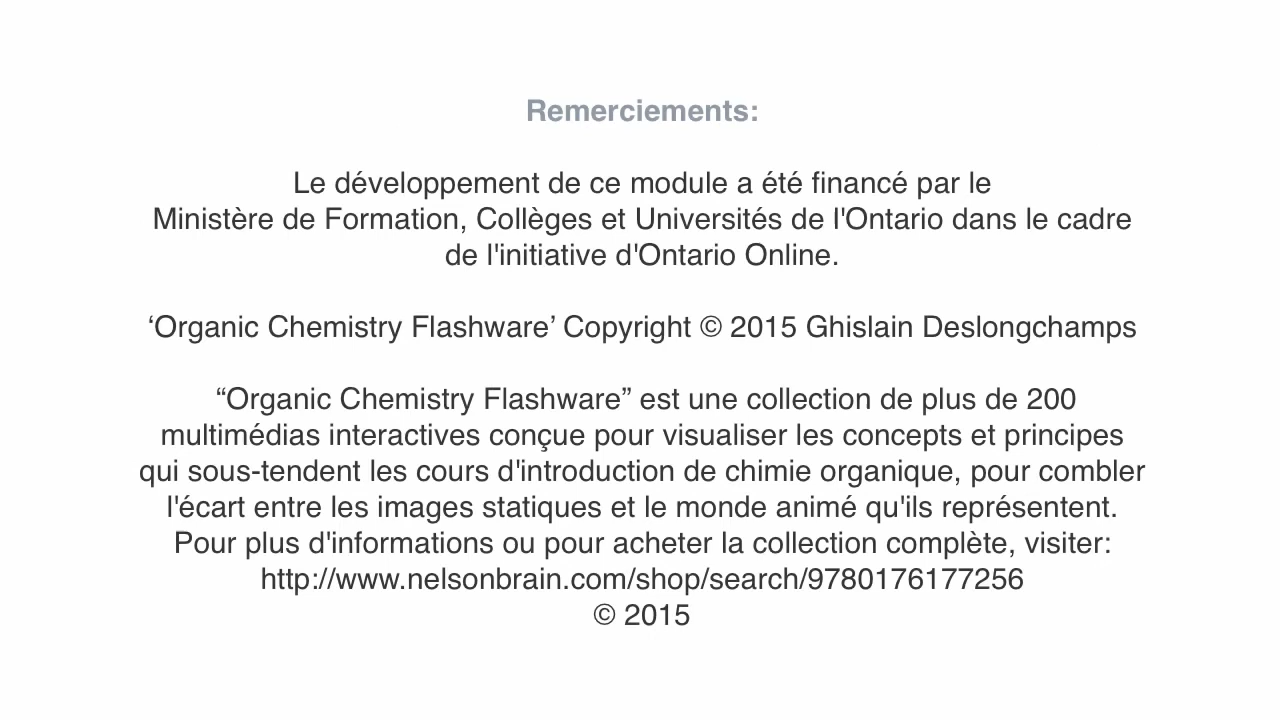 Remerciements:
Le développement de ce module a été financé par le
Ministère de Formation, Collèges et Universités de l'Ontario dans le cadre
de l'initiative d'Ontario Online.
‘Organic Chemistry Flashware’ Copyright © 2015 Ghislain Deslongchamps
“Organic Chemistry Flashware” est une collection de plus de 200
multimédias interactives conçue pour visualiser les concepts et principes
qui sous-tendent les cours d'introduction de chimie organique, pour combler
l'écart entre les images statiques et le monde animé qu'ils représentent.
Pour plus d'informations ou pour acheter la collection complète, visiter:
http://www.nelsonbrain.com/shop/search/9780176177256
© 2015